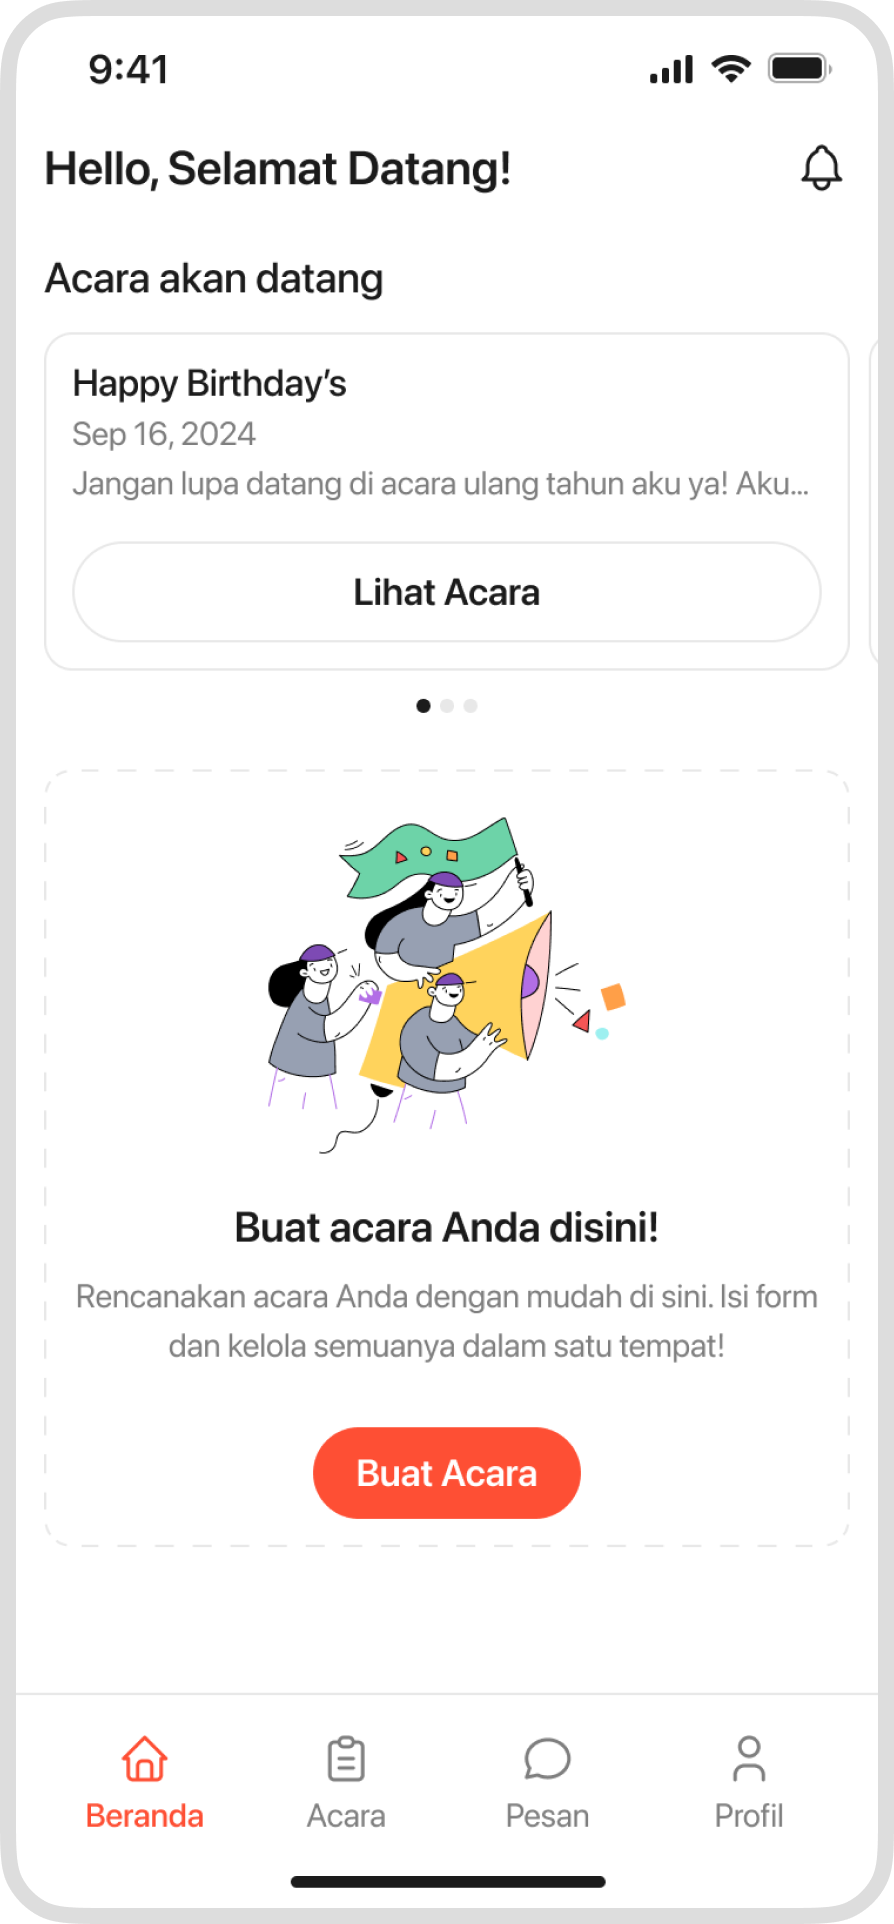 9:41
Hello, Selamat Datang!
Acara akan datang
Happy Birthday’s
Sep 16, 2024
Jangan lupa datang di acara ulang tahun aku ya! Aku...
Lihat Acara
Buat acara Anda disini!
Rencanakan acara Anda dengan mudah di sini. Isi form
dan kelola semuanya dalam satu tempat!
Buat Acara
Beranda
Acara
Pesan
Profil